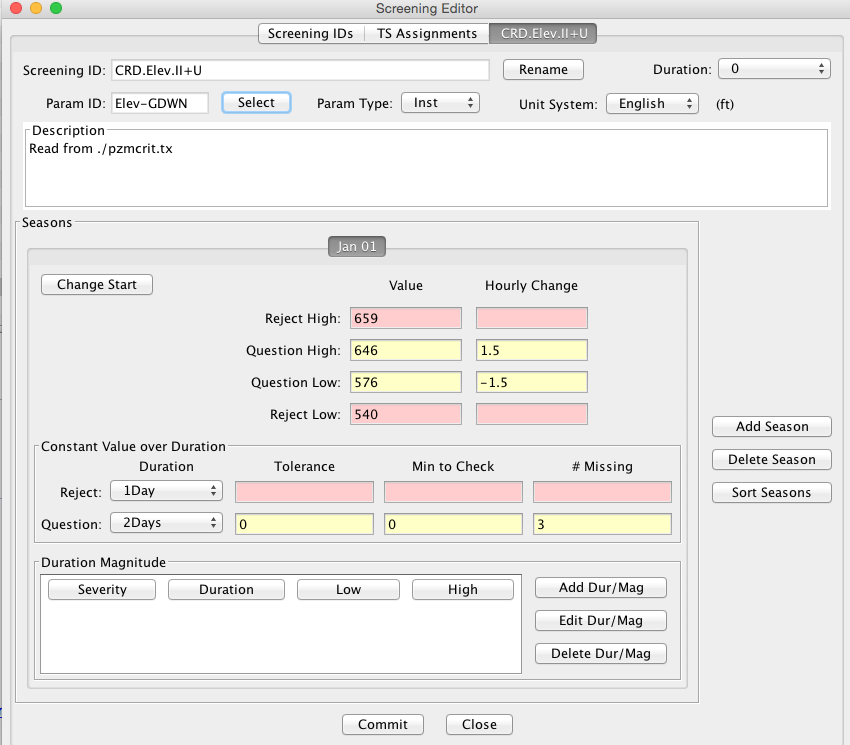 Screening Editor
Screening IDs TS Assignments CRD.Elev.II+U
Screening ID: CRD.Elev.II+U Rename Duration: 0
Param ID: Elev-GDWN Select Param Type: Inst Unit System: English (ft)
Description
Read from ./pzmcrit.tx
Seasons
Jan 01
Change Start Value Hourly Change
Reject High: 659
Question High: 646 1.5
Question Low: 576 -1.5
Reject Low: 540
Add Season
Constant Value over Duration
Duration Tolerance Min to Check # Missing
Delete Season
Reject: 1Day
Sort Seasons
Question: 2Days 0 0 3
Duration Magnitude
Severity Duration Low High Add Dur/Mag
Edit Dur/Mag
Delete Dur/Mag
Commit Close